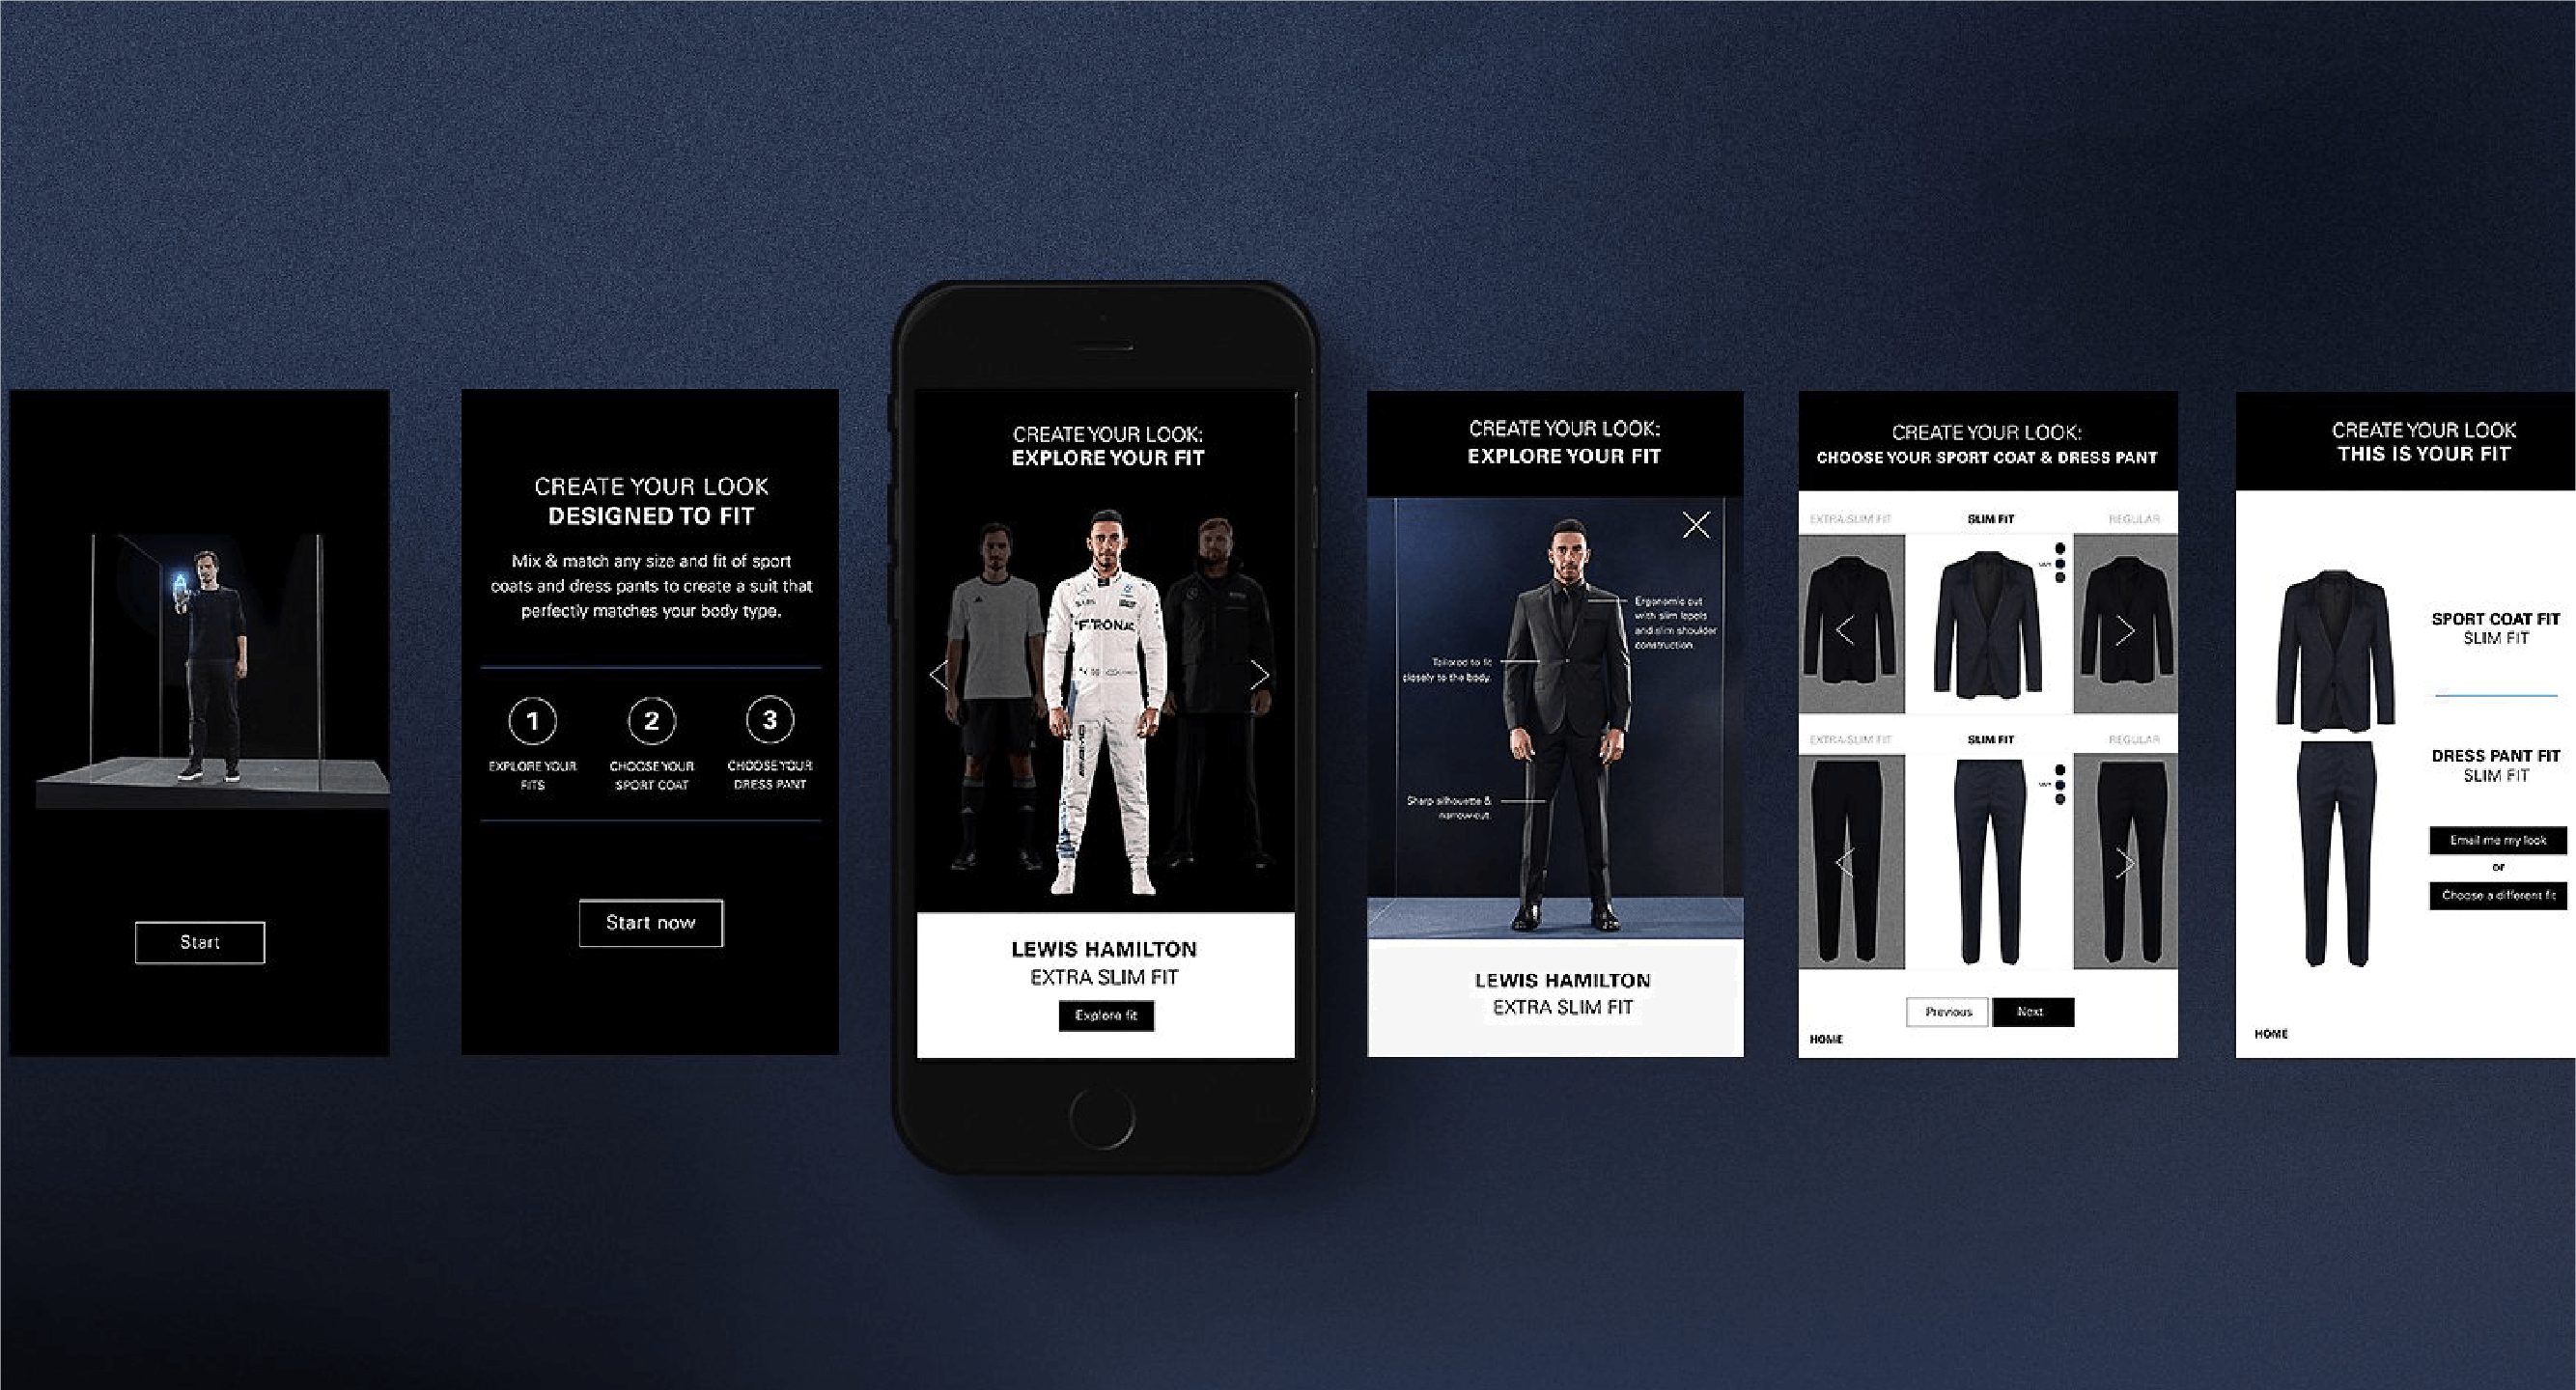 Start
CREATE YOUR LOOK
DESIGNED TO FIT
Mix & match any size and fit of sport
coats and dress pants to create a suit that
perfectly matches your body type.
1
EXPLORE YOUR
FITS
2
CHOOSE YOUR
SPORT COAT
3
CHOOSE YOUR
DRESS PANT
Start now
CREATE YOUR LOOK:
EXPLORE YOUR FIT
PETRONAS
LEWIS HAMILTON
EXTRA SLIM FIT
Explore fit
CREATE YOUR LOOK:
EXPLORE YOUR FIT
Ergonomic cut
with slim lapels
and slim shoulder
construction.
Tailored to fit
closely to the body.
Sharp silhouette &
narrow cut.
LEWIS HAMILTON
EXTRA SLIM FIT
CREATE YOUR LOOK:
CHOOSE YOUR SPORT COAT & DRESS PANT
EXTRA-SLIM FIT SLIM FIT REGULAR
EXTRA-SLIM FIT SLIM FIT REGULAR
Previous Next
HOME
CREATE YOUR LOOK
THIS IS YOUR FIT
SPORT COAT FIT
SLIM FIT
DRESS PANT FIT
SLIM FIT
Email me my look
or
Choose a different fit
HOME